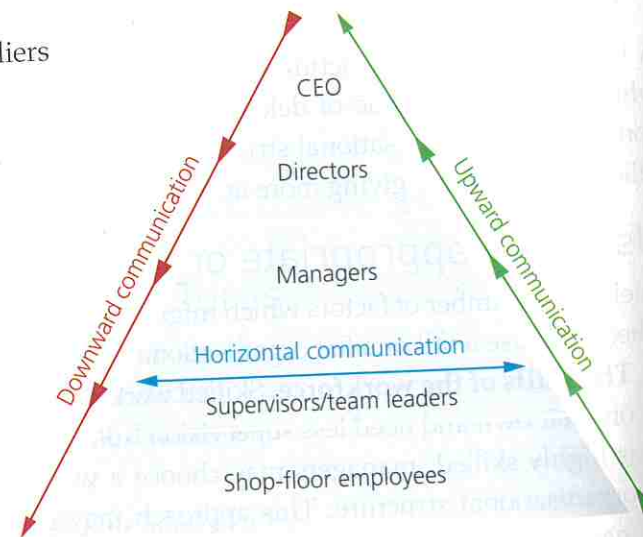 liers
CEO
Directors
Managers
Downward communication
Upward communication
Horizontal communication
Supervisors/team leaders
Shop-floor employees